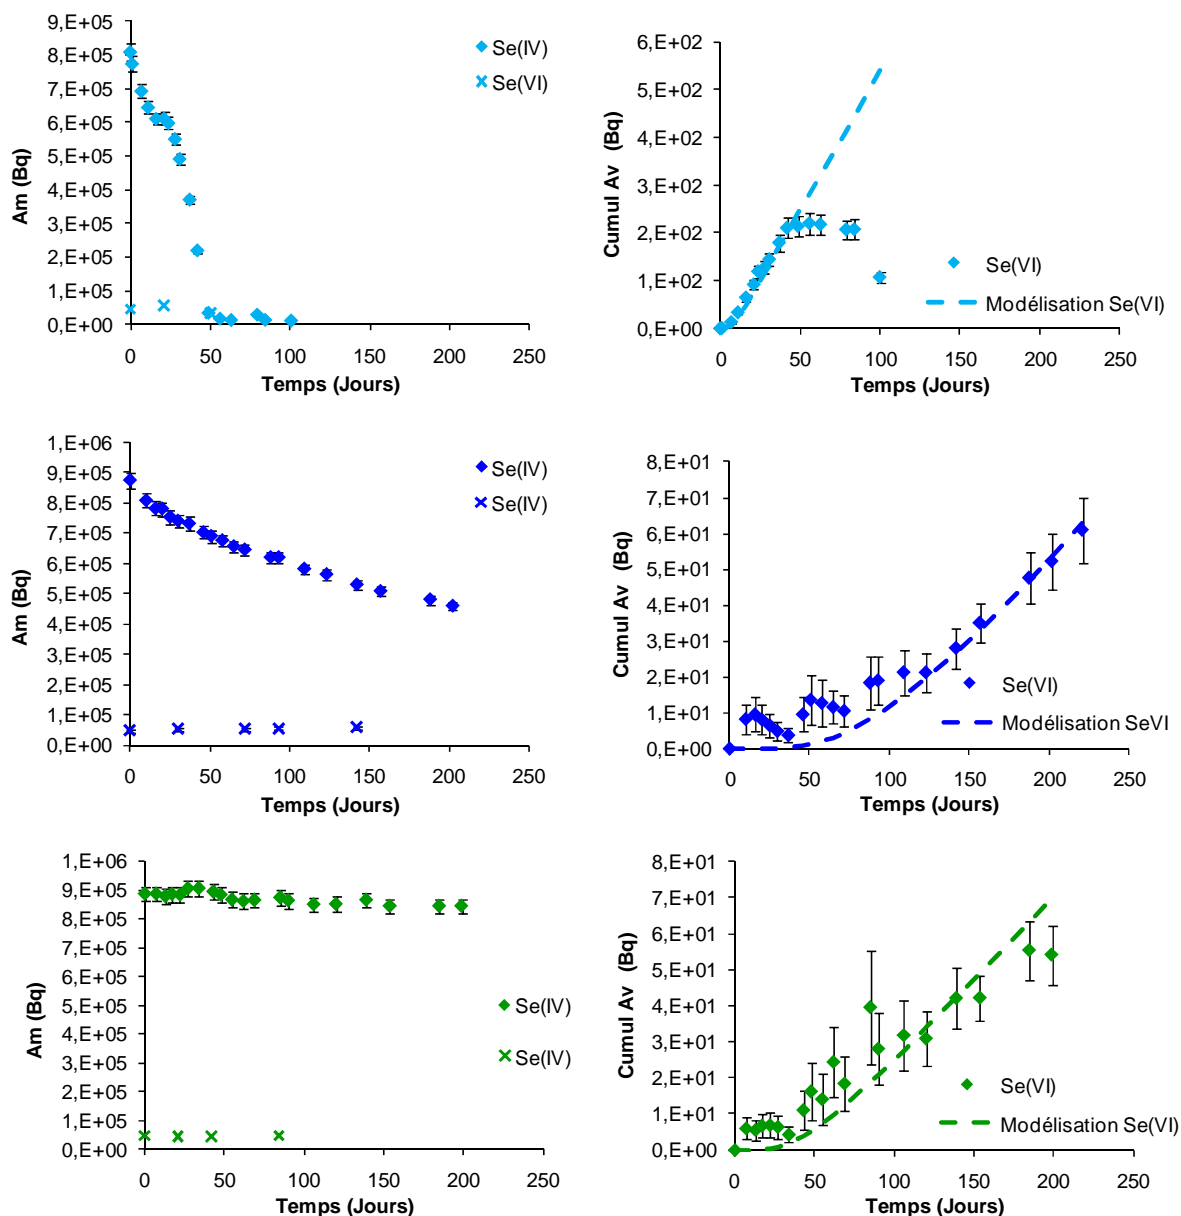 9,E+05
8,E+05
7,E+05
6,E+05
5,E+05
4,E+05
3,E+05
2,E+05
1,E+05
0,E+00
Am (Bq)
0 50 100 150 200 250
Temps (Jours)
Se(IV)
Se(VI)
6,E+02
5,E+02
4,E+02
3,E+02
2,E+02
1,E+02
0,E+00
Cumul Av (Bq)
0 50 100 150 200 250
Temps (Jours)
Se(VI)
Modélisation Se(VI)
1,E+06
9,E+05
8,E+05
7,E+05
6,E+05
5,E+05
4,E+05
3,E+05
2,E+05
1,E+05
0,E+00
Am (Bq)
0 50 100 150 200 250
Temps (Jours)
Se(IV)
Se(IV)
8,E+01
7,E+01
6,E+01
5,E+01
4,E+01
3,E+01
2,E+01
1,E+01
0,E+00
Cumul Av (Bq)
0 50 100 150 200 250
Temps (Jours)
Se(VI)
Modélisation SeVI
1,E+06
9,E+05
8,E+05
7,E+05
6,E+05
5,E+05
4,E+05
3,E+05
2,E+05
1,E+05
0,E+00
Am (Bq)
0 50 100 150 200 250
Temps (Jours)
Se(IV)
Se(IV)
8,E+01
7,E+01
6,E+01
5,E+01
4,E+01
3,E+01
2,E+01
1,E+01
0,E+00
Cumul Av (Bq)
0 50 100 150 200 250
Temps (Jours)
Se(VI)
Modélisation Se(VI)